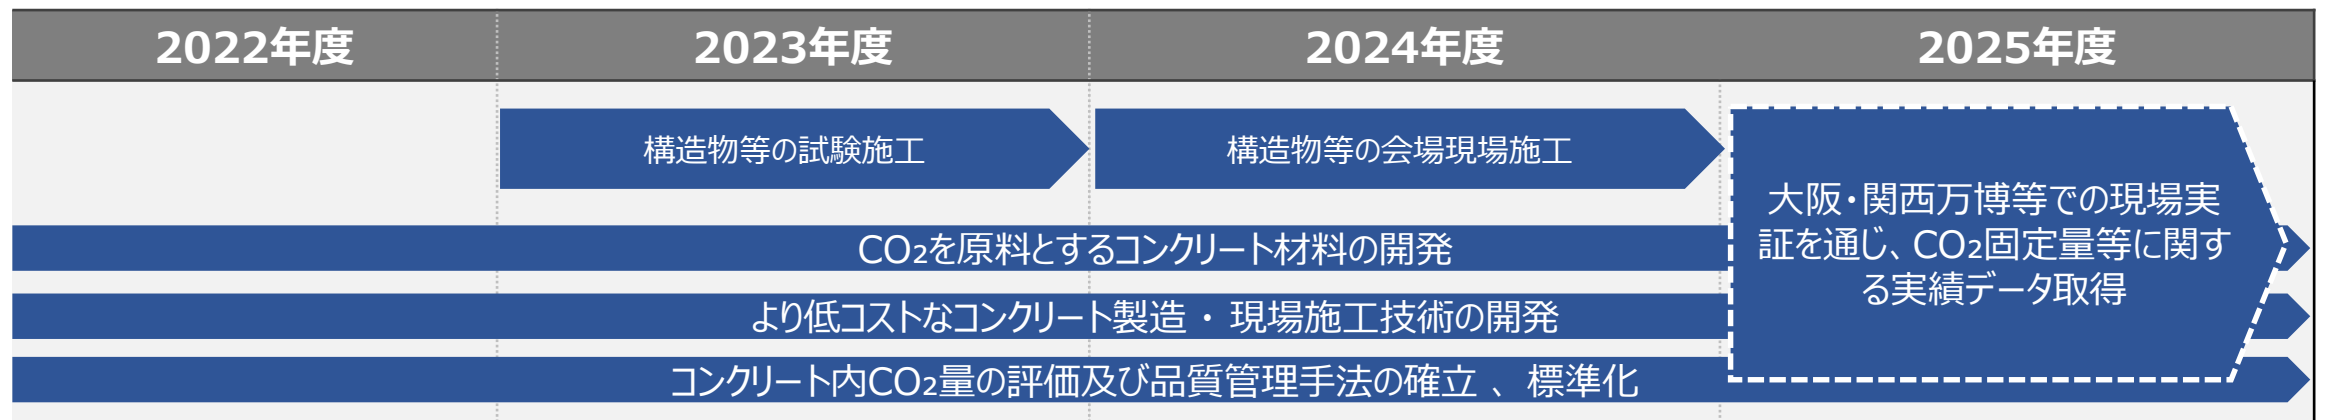 2022年度
2023年度
2024年度
2025年度
構造物等の試験施工
構造物等の会場現場施工
大阪・関西万博等での現場実
証を通じ、CO₂固定量等に関す
る実績データ取得
CO₂を原料とするコンクリート材料の開発
より低コストなコンクリート製造・現場施工技術の開発
コンクリート内CO₂量の評価及び品質管理手法の確立、標準化